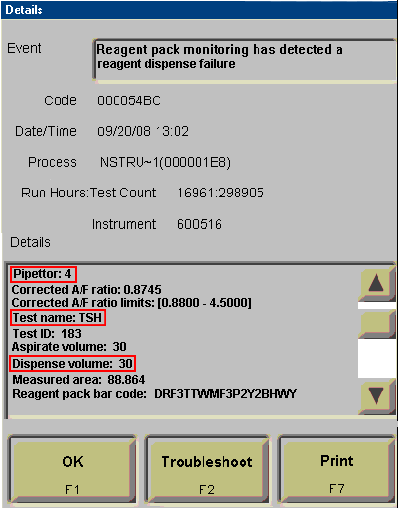 Details
Event Reagent pack monitoring has detected a
reagent dispense failure
Code 000054BC
Date/Time 09/20/08 13:02
Process NSTRU~1(000001E8)
Run Hours:Test Count 16961:298905
Instrument 600516
Details
Pipettor: 4
Corrected A/F ratio: 0.8745
Corrected A/F ratio limits: [0.8800 - 4.5000]
Test name: TSH
Test ID: 183
Aspirate volume: 30
Dispense volume: 30
Measured area: 88.864
Reagent pack bar code: DRF3TTWMF3P2Y2BHWY
OK Troubleshoot Print
F1 F2 F7